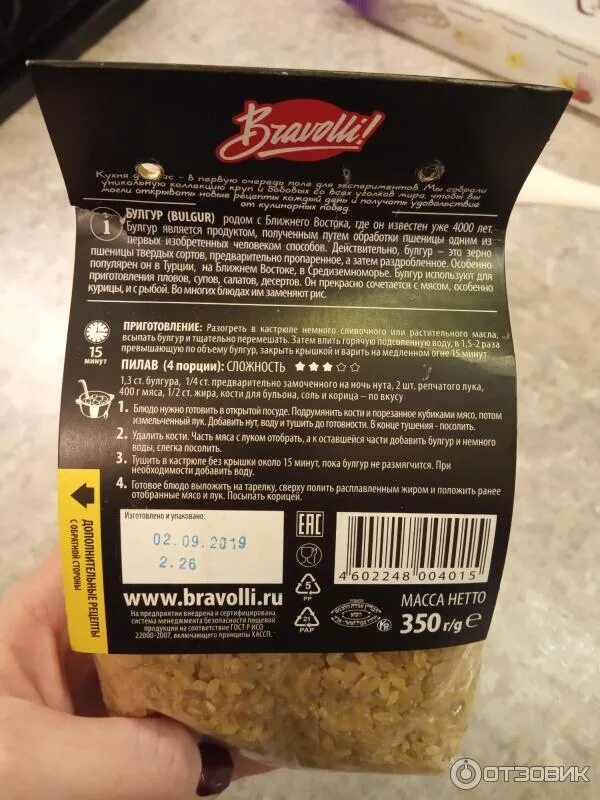 Bravolli!
Кухня для вас - в первую очередь поле для экспериментов. Мы собрали
уникальную коллекцию круп и бобовых со всех уголков мира, чтобы вы
могли открывать новые рецепты каждый день и получать удовольствие
от кулинарных побед.
i
БУЛГУР (BULGUR) родом с Ближнего Востока, где он известен уже 4000 лет.
Булгур является продуктом, полученным путем обработки пшеницы одним из
первых изобретенных человеком способов. Действительно, булгур – это зерно
пшеницы твердых сортов, предварительно пропаренное, а затем раздробленное. Особенно
популярен он в Турции, на Ближнем Востоке, в Средиземноморье. Булгур используют для
приготовления пловов, супов, салатов, десертов. Он прекрасно сочетается с мясом, особенно
курицы, и с рыбой. Во многих блюдах им заменяют рис.
15
минут
ПРИГОТОВЛЕНИЕ: Разогреть в кастрюле немного сливочного или растительного масла,
всыпать булгур и тщательно перемешать. Затем влить горячую подсоленную воду, в 1,5-2 раза
превышающую по объему булгур, закрыть крышкой и варить на медленном огне 15 минут.
ПИЛАВ (4 порции): СЛОЖНОСТЬ ★★★☆☆
1,3 ст. булгура, 1/4 ст. предварительно замоченного на ночь нута, 2 шт. репчатого лука,
400 г мяса, 1/2 ст. жира, кости для бульона, соль и корица – по вкусу
1. Блюдо нужно готовить в открытой посуде. Подрумянить кости и порезанное кубиками мясо, потом
измельченный лук. Добавить нут, воду и тушить до готовности. В конце тушения - посолить.
2. Удалить кости. Часть мяса с луком отобрать, а к оставшейся части добавить булгур и немного
воды, слегка посолить.
3. Тушить в кастрюле без крышки около 15 минут, пока булгур не размягчится. При
необходимости добавить воду.
4. Готовое блюдо выложить на тарелку, сверху полить расплавленным жиром и положить ранее
отобранные мясо и лук. Посыпать корицей.
ДОПОЛНИТЕЛЬНЫЕ РЕЦЕПТЫ
С ОБРАТНОЙ СТОРОНЫ
Изготовлено и упаковано:
02.09.2019
2.26
EAC
5
PP
21
PAP
4 602248 004015
www.bravolli.ru
На предприятии внедрена и сертифицирована
система менеджмента безопасности пищевой
продукции на соответствие ГОСТ Р ИСО
22000-2007, включающего принципы ХАССП.
МАССА НЕТТО
350 г/g e
ОТЗОВИК